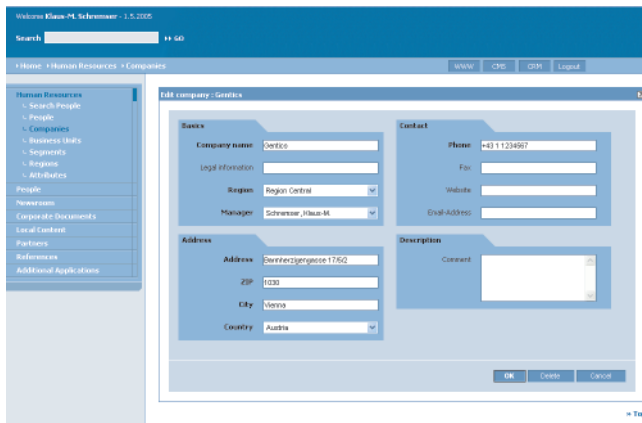 Welcome Klaus-M. Schremser - 1.5.2005
Search
GO
Home Human Resources Companies
WWW CMS CRM Logout
Human Resources
Search People
People
Companies
Business Units
Segments
Regions
Attributes
People
Newsroom
Corporate Documents
Local Content
Partners
References
Additional Applications
Edit company : Gentics
Basics
Company name Gentics
Legal information
Region Region Central
Manager Schremser, Klaus-M.
Address
Address Barmherzigengasse 17/6/2
ZIP 1030
City Vienna
Country Austria
Contact
Phone +43 1 1234567
Fax
Website
Email-Address
Description
Comment
OK Delete Cancel
» To